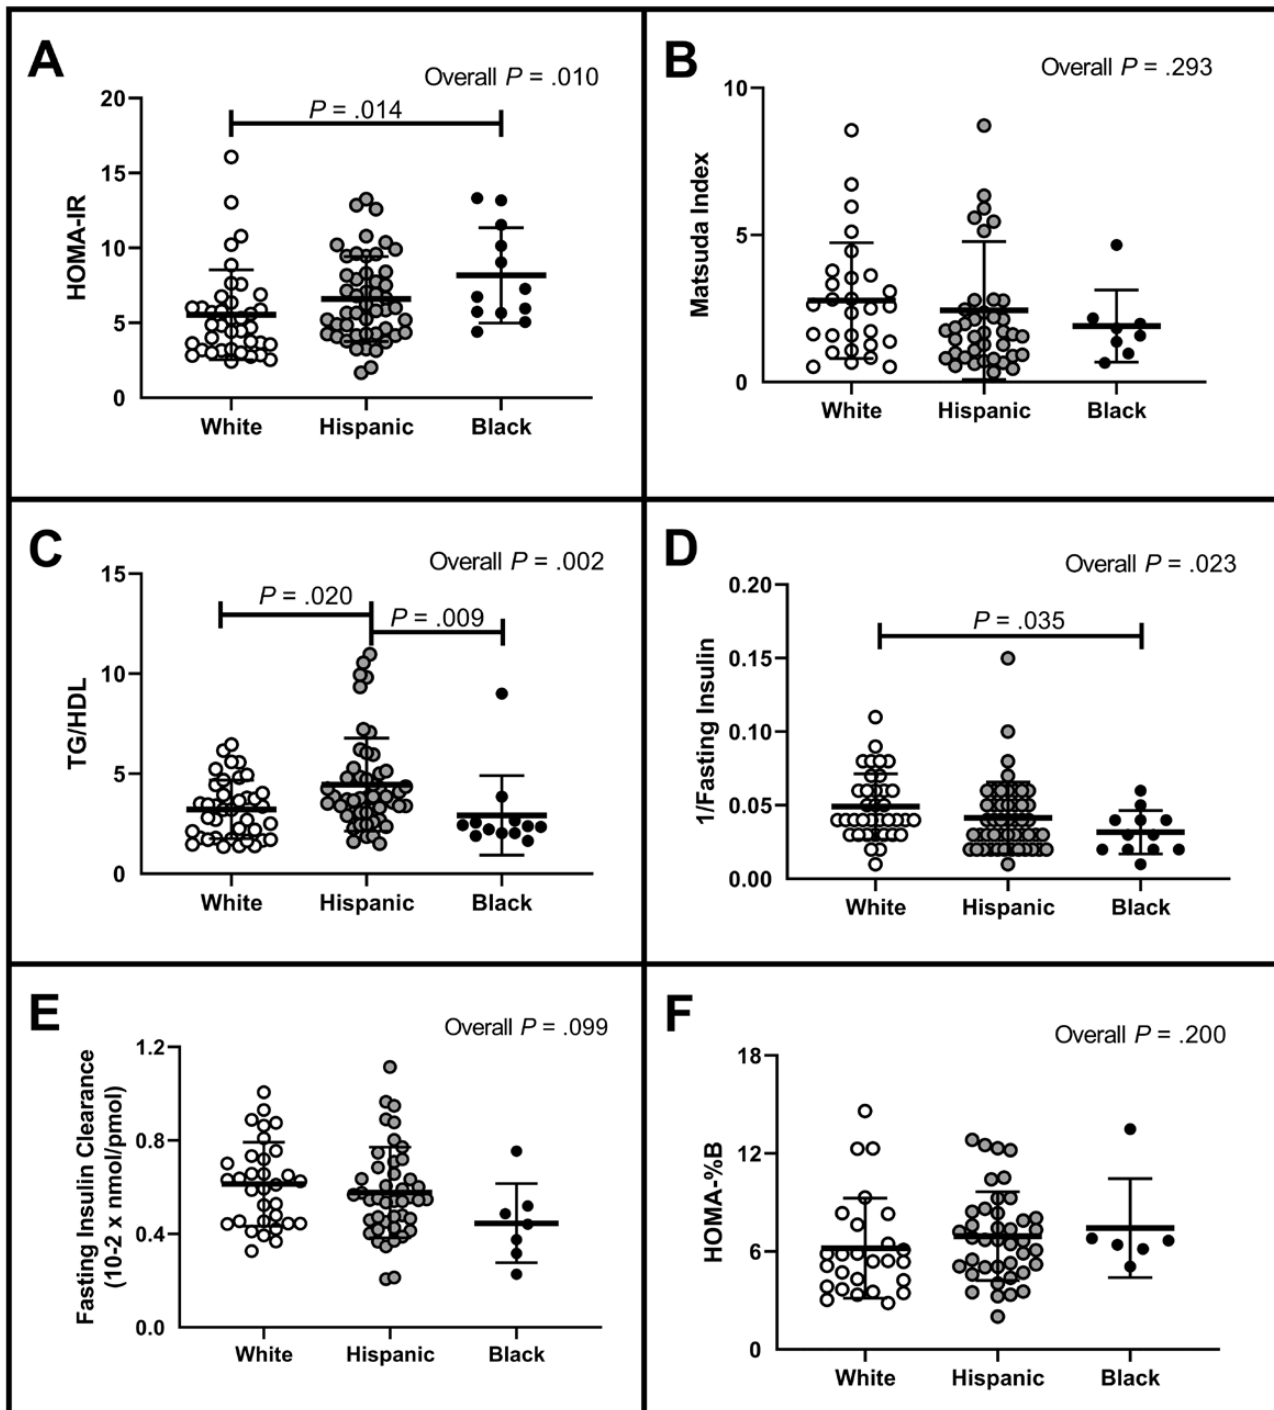 A
Overall P = .010
P = .014
HOMA-IR
20
15
10
5
0
White Hispanic Black
B
Overall P = .293
Matsuda Index
10
5
0
White Hispanic Black
C
Overall P = .002
P = .020
P = .009
TG/HDL
15
10
5
0
White Hispanic Black
D
Overall P = .023
P = .035
1/Fasting Insulin
0.20
0.15
0.10
0.05
0.00
White Hispanic Black
E
Overall P = .099
Fasting Insulin Clearance
(10-2 x nmol/pmol)
1.2
0.8
0.4
0.0
White Hispanic Black
F
Overall P = .200
HOMA-%B
18
12
6
0
White Hispanic Black